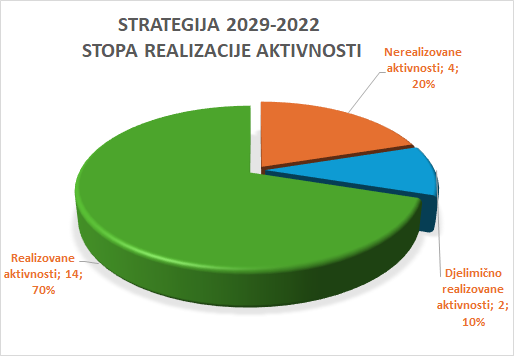 STRATEGIJA 2029-2022
STOPA REALIZACIJE AKTIVNOSTI
Nerealizovane
aktivnosti; 4;
20%
Realizovane
aktivnosti; 14;
70%
Djelimično
realizovane
aktivnosti; 2;
10%